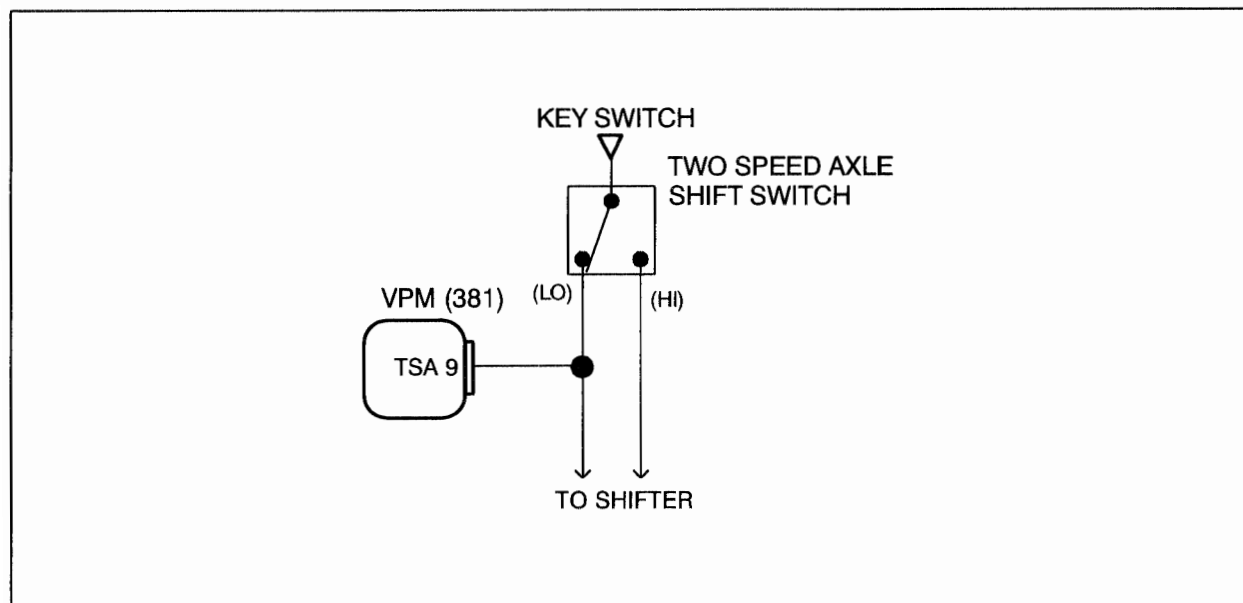 KEY SWITCH
TWO SPEED AXLE
SHIFT SWITCH
VPM (381)
(LO)
(HI)
TSA 9
TO SHIFTER